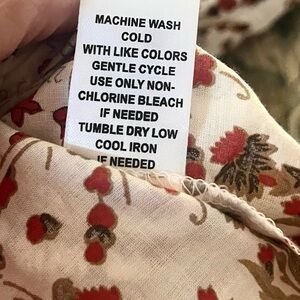 MACHINE WASH
COLD
WITH LIKE COLORS
GENTLE CYCLE
USE ONLY NON-
CHLORINE BLEACH
IF NEEDED
TUMBLE DRY LOW
COOL IRON
IF NEEDED